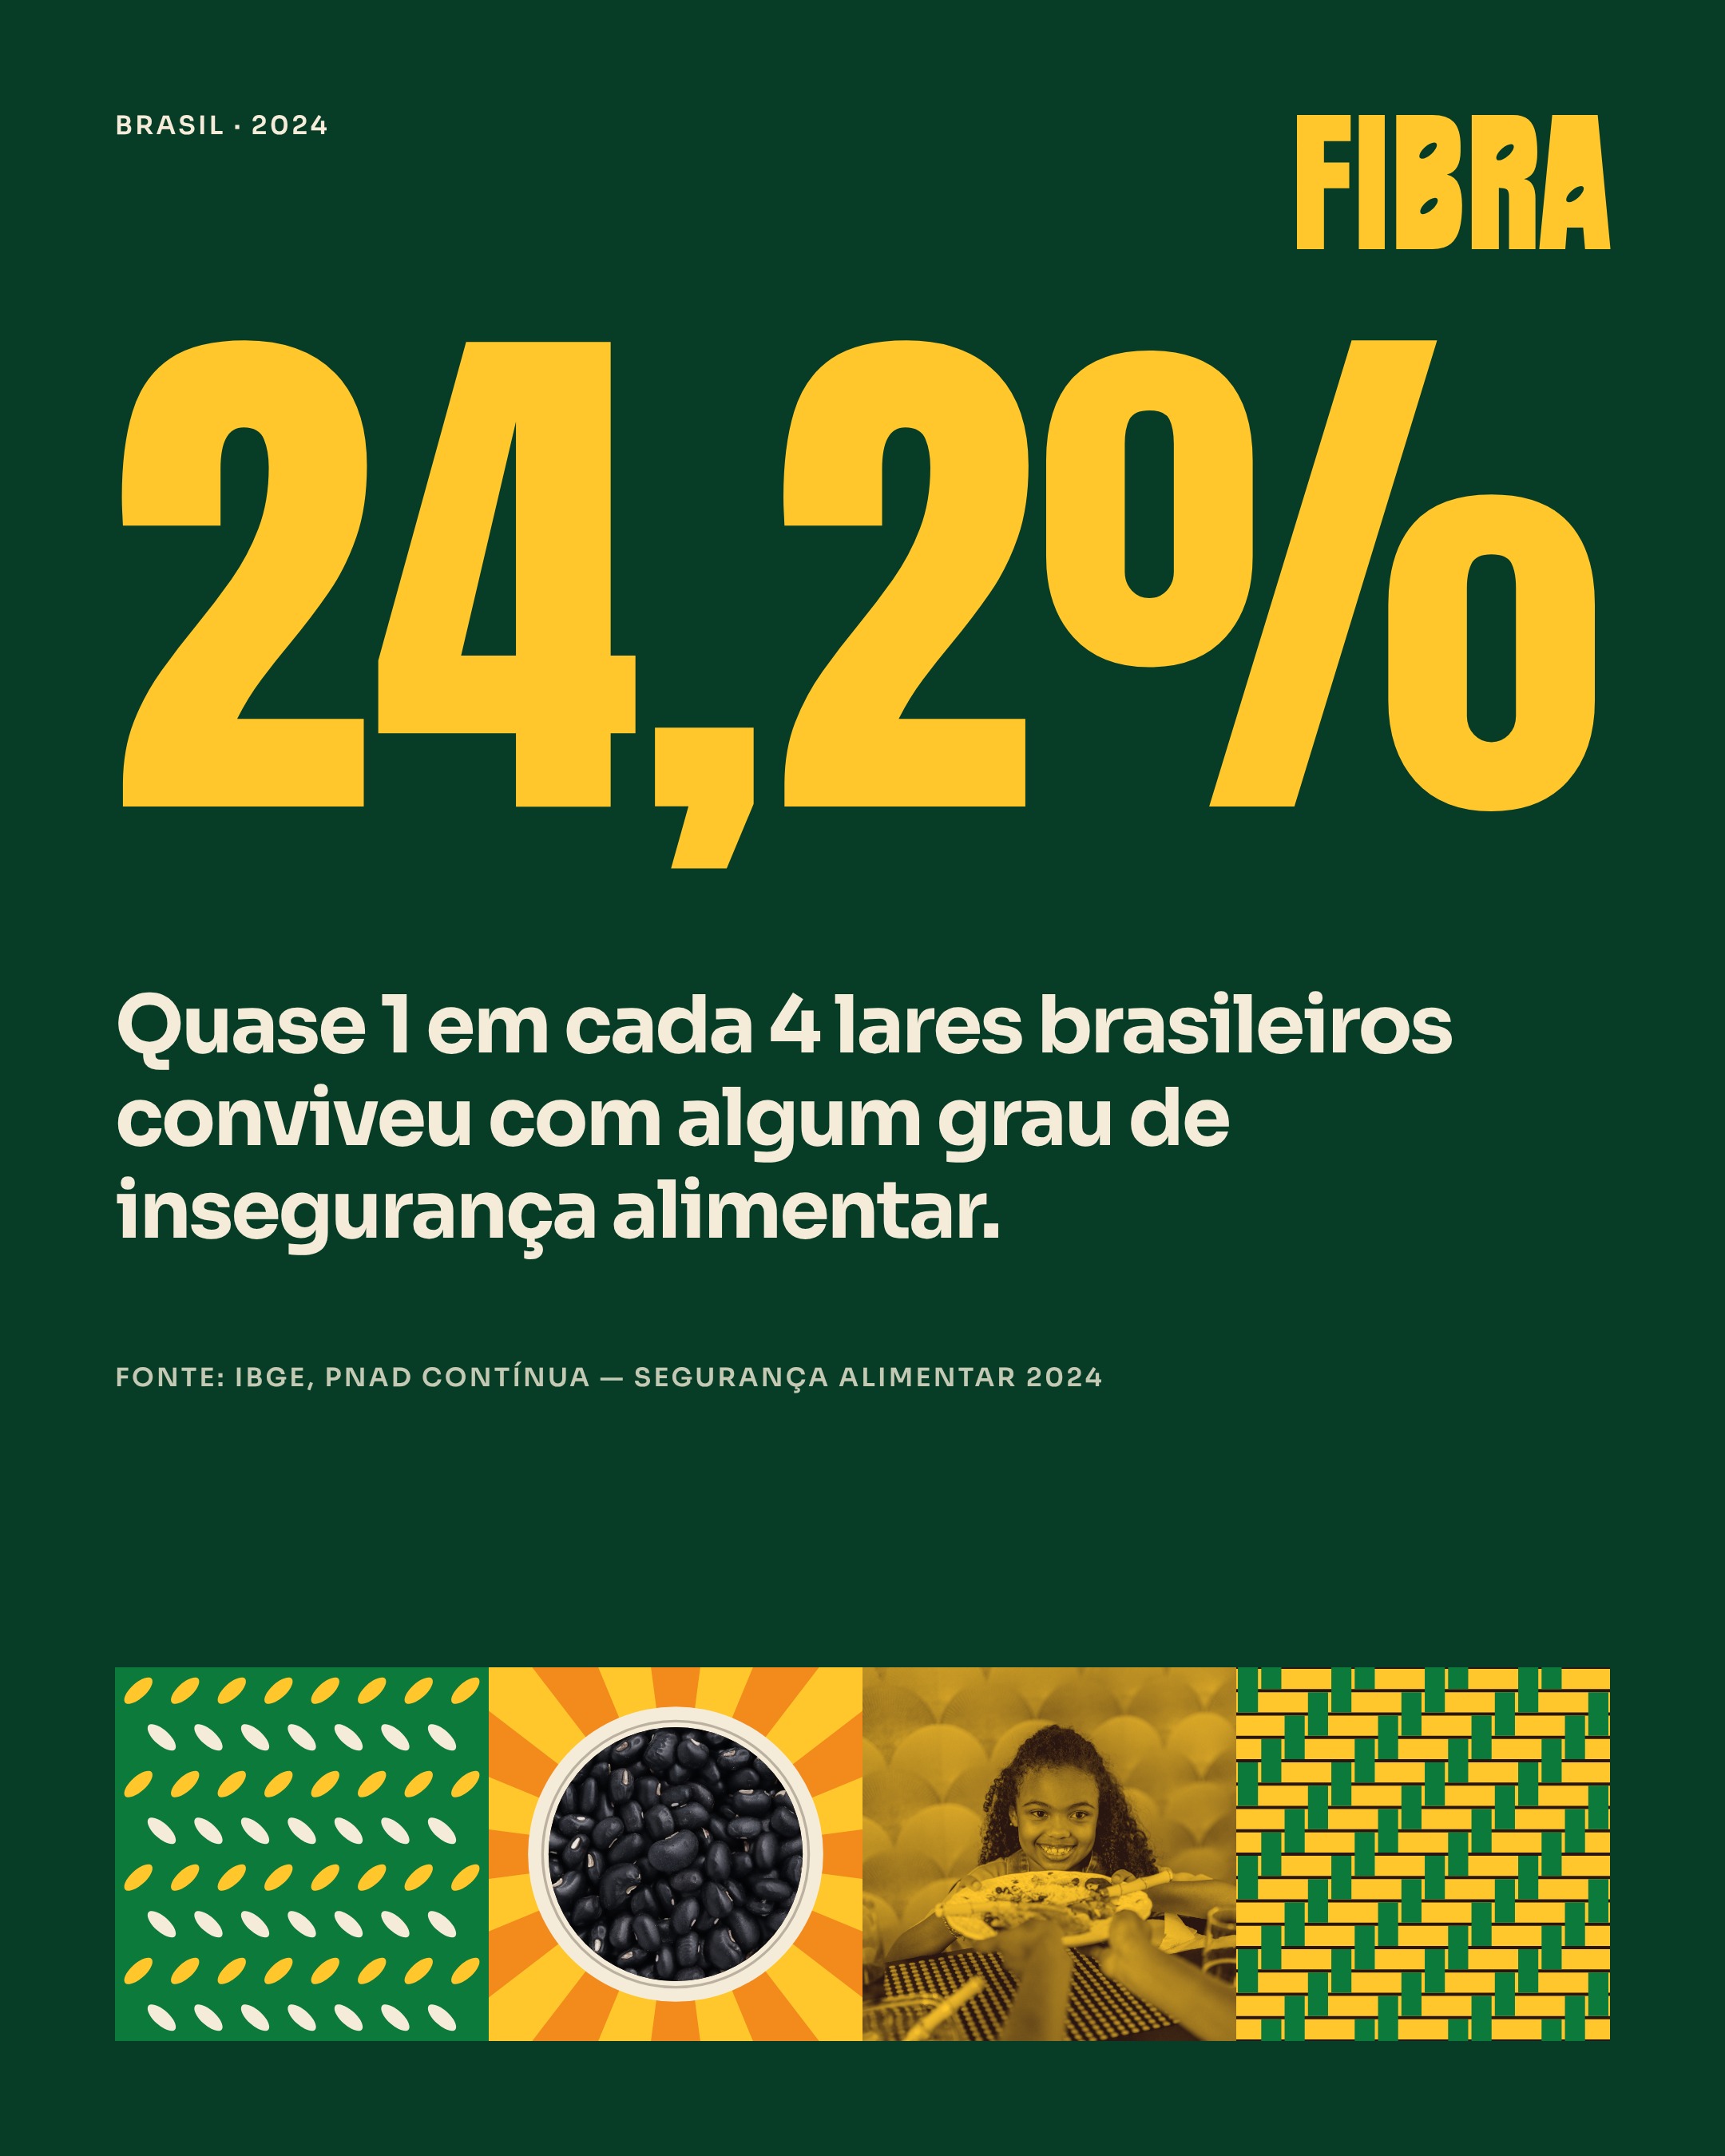 BRASIL · 2024
FIBRA
24,2%
Quase 1 em cada 4 lares brasileiros
conviveu com algum grau de
insegurança alimentar.
FONTE: IBGE, PNAD CONTÍNUA — SEGURANÇA ALIMENTAR 2024